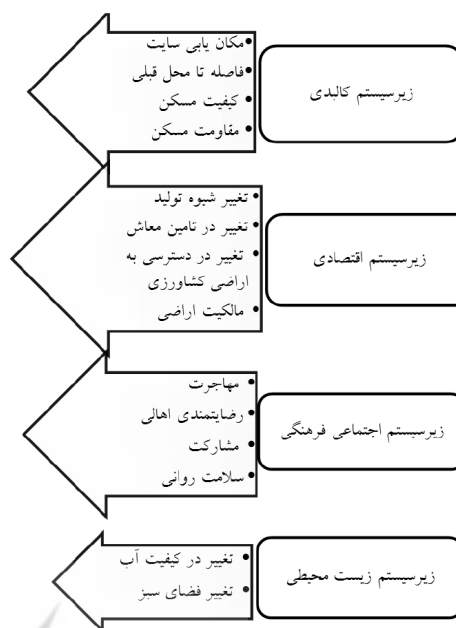 زیرسیستم کالبدی
•مکان یابی سایت
•فاصله تا محل قبلی
• کیفیت مسکن
• مقاومت مسکن
زیرسیستم اقتصادی
•تغییر شیوه تولید
•تغییر در تامین معاش
• تغییر در دسترسی به
اراضی کشاورزی
• مالکیت اراضی
زیرسیستم اجتماعی فرهنگی
• مهاجرت
•رضایتمندی اهالی
• مشارکت
•سلامت روانی
زیرسیستم زیست محیطی
• تغییر در کیفیت آب
• تغییر فضای سبز